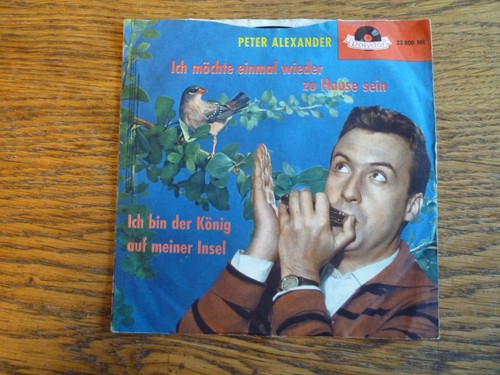 PETER ALEXANDER
Polydor
Ich möchte einmal wieder
zu Hause sein
Ich bin der König
auf meiner Insel